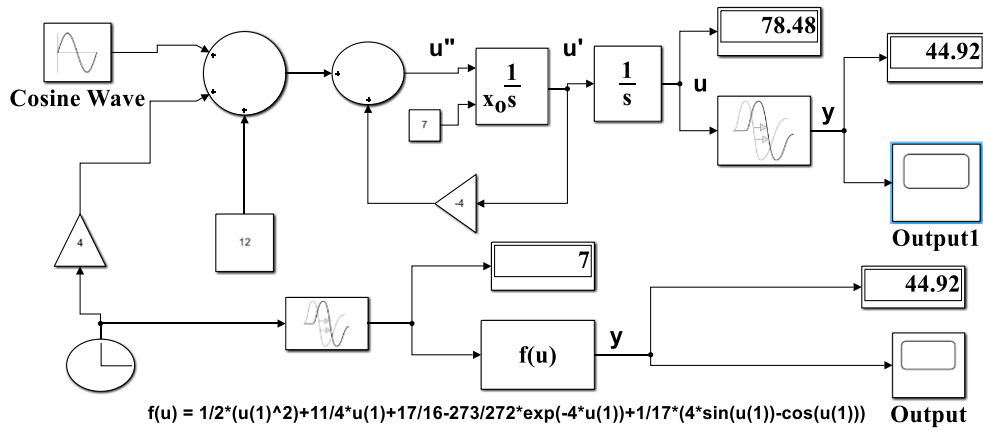 78.48
44.92
Cosine Wave
+
+
+
+
+
u"
1
s
xo
u'
1
s
u
y
7
-4
Output1
4
12
7
44.92
f(u)
y
f(u) = 1/2*(u(1)^2)+11/4*u(1)+17/16-273/272*exp(-4*u(1))+1/17*(4*sin(u(1))-cos(u(1)))
Output